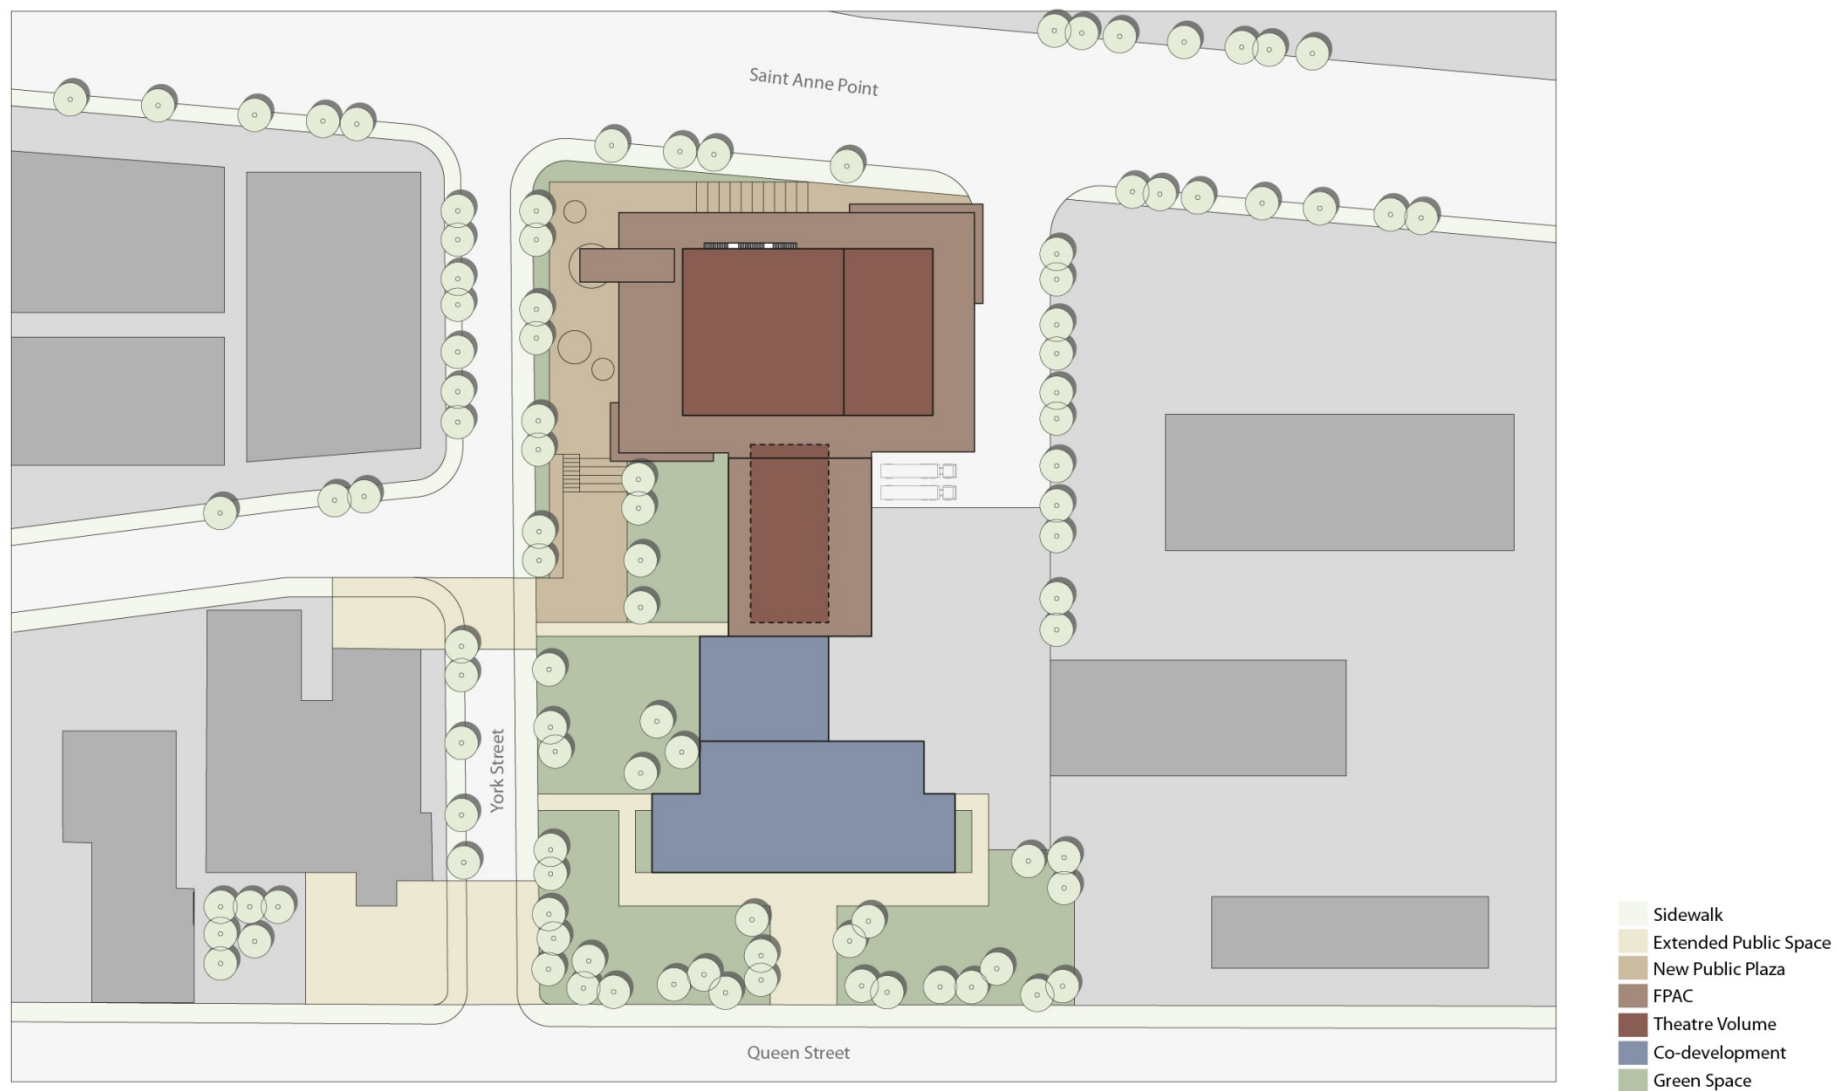 Saint Anne Point
York Street
Queen Street
Sidewalk
Extended Public Space
New Public Plaza
FPAC
Theatre Volume
Co-development
Green Space